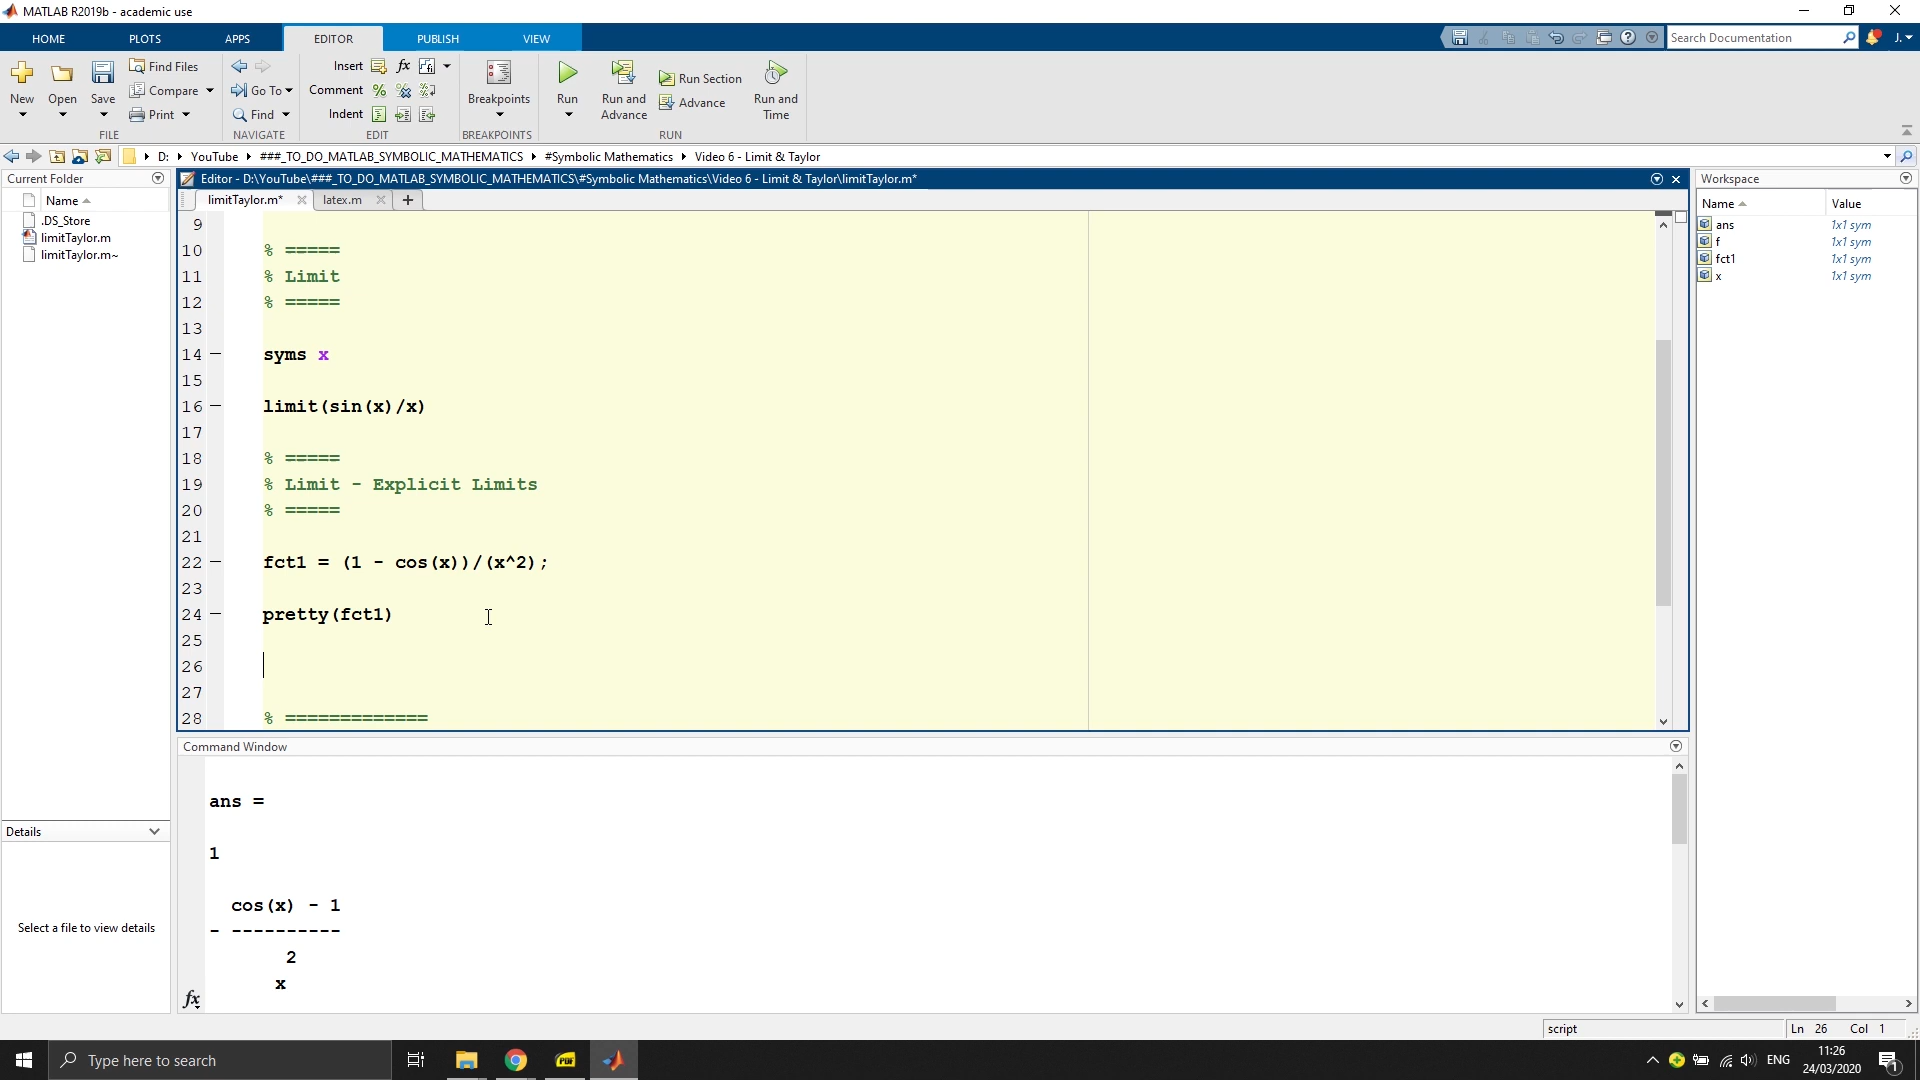 MATLAB R2019b - academic use
HOME PLOTS APPS EDITOR PUBLISH VIEW Search Documentation J.
New Open Save Find Files Compare Print
FILE
Go To Find
NAVIGATE
Insert fx
Comment
Indent
EDIT
Breakpoints
BREAKPOINTS
Run Run and Advance Run Section Advance Run and Time
RUN
D: YouTube ###_TO_DO_MATLAB_SYMBOLIC_MATHEMATICS #Symbolic Mathematics Video 6 - Limit & Taylor
Current Folder
Name
.DS_Store
limitTaylor.m
limitTaylor.m~
Details
Select a file to view details
Editor - D:\YouTube\###_TO_DO_MATLAB_SYMBOLIC_MATHEMATICS\#Symbolic Mathematics\Video 6 - Limit & Taylor\limitTaylor.m*
limitTaylor.m* latex.m +
9
10 % =====
11 % Limit
12 % =====
13
14 syms x
15
16 limit(sin(x)/x)
17
18 % =====
19 % Limit - Explicit Limits
20 % =====
21
22 fct1 = (1 - cos(x))/(x^2);
23
24 pretty(fct1)
25
26
27
28 % =============
Command Window
ans =
1
cos(x) - 1
- ----------
2
x
fx
Workspace
Name Value
ans 1x1 sym
f 1x1 sym
fct1 1x1 sym
x 1x1 sym
script Ln 26 Col 1
Type here to search PDF ENG 11:26
24/03/2020 1